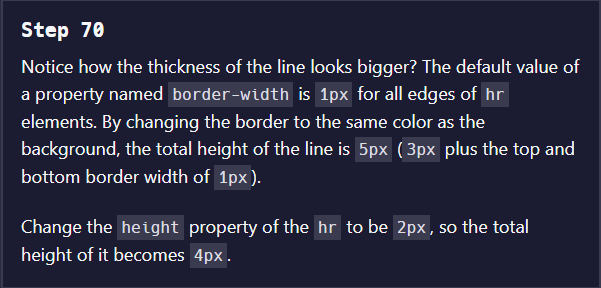 Step 70
Notice how the thickness of the line looks bigger? The default value of
a property named border-width is 1px for all edges of hr
elements. By changing the border to the same color as the
background, the total height of the line is 5px (3px plus the top and
bottom border width of 1px).
Change the height property of the hr to be 2px, so the total
height of it becomes 4px.